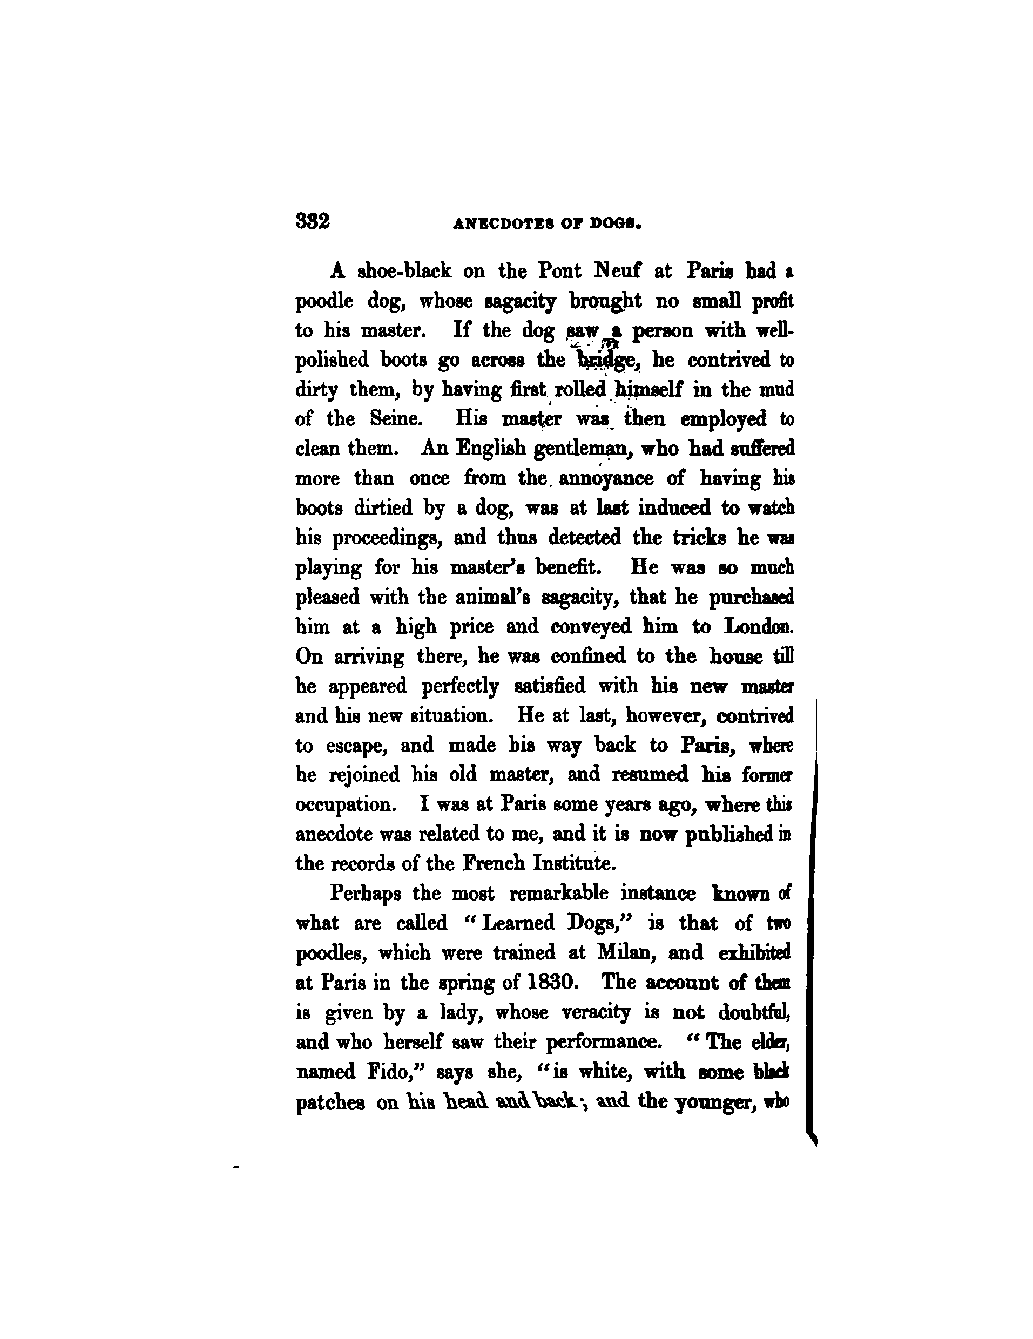 332 ANECDOTES OF DOGS.
A shoe-black on the Pont Neuf at Paris had a
poodle dog, whose sagacity brought no small profit
to his master. If the dog saw a person with well-
polished boots go across the bridge, he contrived to
dirty them, by having first rolled himself in the mud
of the Seine. His master was then employed to
clean them. An English gentleman, who had suffered
more than once from the annoyance of having his
boots dirtied by a dog, was at last induced to watch
his proceedings, and thus detected the tricks he was
playing for his master's benefit. He was so much
pleased with the animal's sagacity, that he purchased
him at a high price and conveyed him to London.
On arriving there, he was confined to the house till
he appeared perfectly satisfied with his new master
and his new situation. He at last, however, contrived
to escape, and made his way back to Paris, where
he rejoined his old master, and resumed his former
occupation. I was at Paris some years ago, where this
anecdote was related to me, and it is now published in
the records of the French Institute.
Perhaps the most remarkable instance known of
what are called "Learned Dogs," is that of two
poodles, which were trained at Milan, and exhibited
at Paris in the spring of 1830. The account of them
is given by a lady, whose veracity is not doubtful,
and who herself saw their performance. "The elder,
named Fido," says she, "is white, with some black
patches on his head and back; and the younger, who